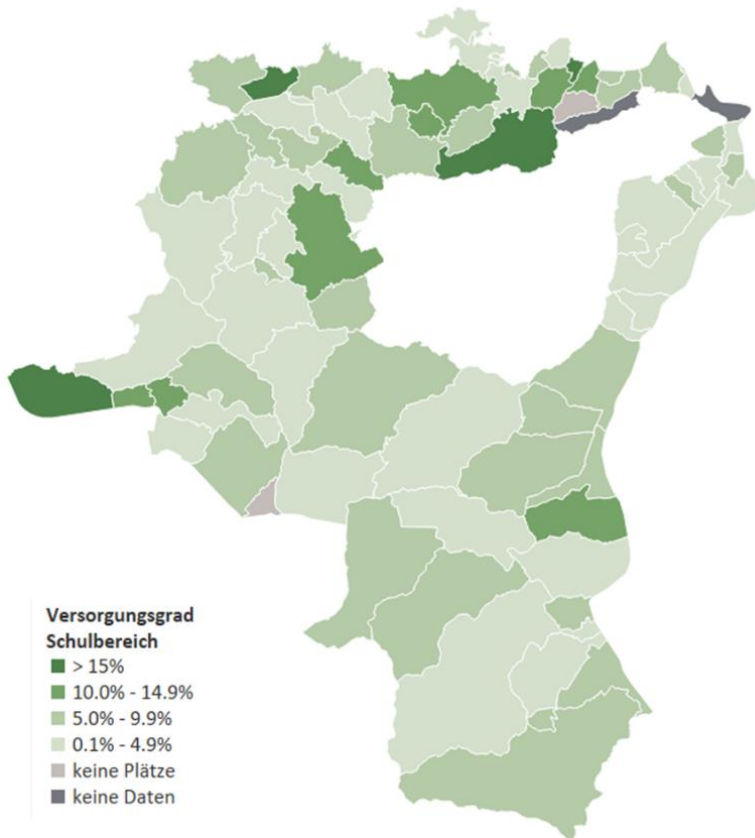 Versorgungsgrad
Schulbereich
> 15%
10.0% - 14.9%
5.0% - 9.9%
0.1% - 4.9%
keine Plätze
keine Daten